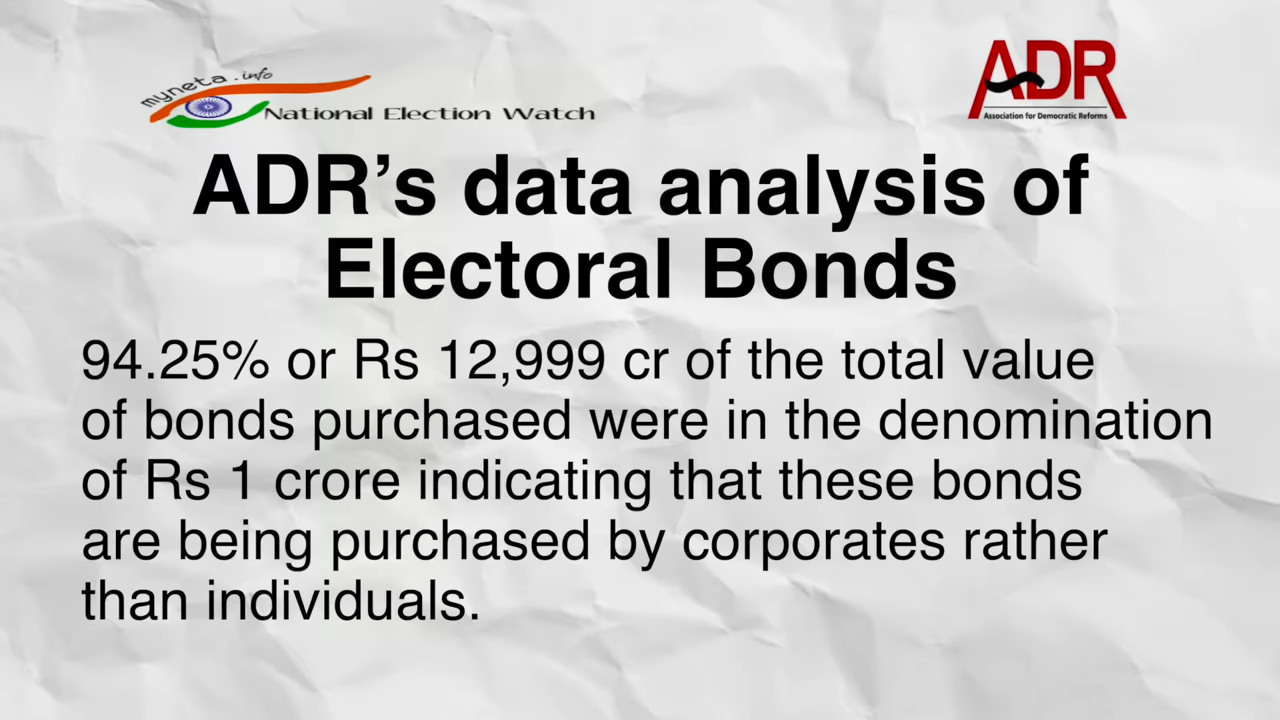 myneta.info
National Election Watch
ADR
Association for Democratic Reforms
ADR’s data analysis of
Electoral Bonds
94.25% or Rs 12,999 cr of the total value
of bonds purchased were in the denomination
of Rs 1 crore indicating that these bonds
are being purchased by corporates rather
than individuals.